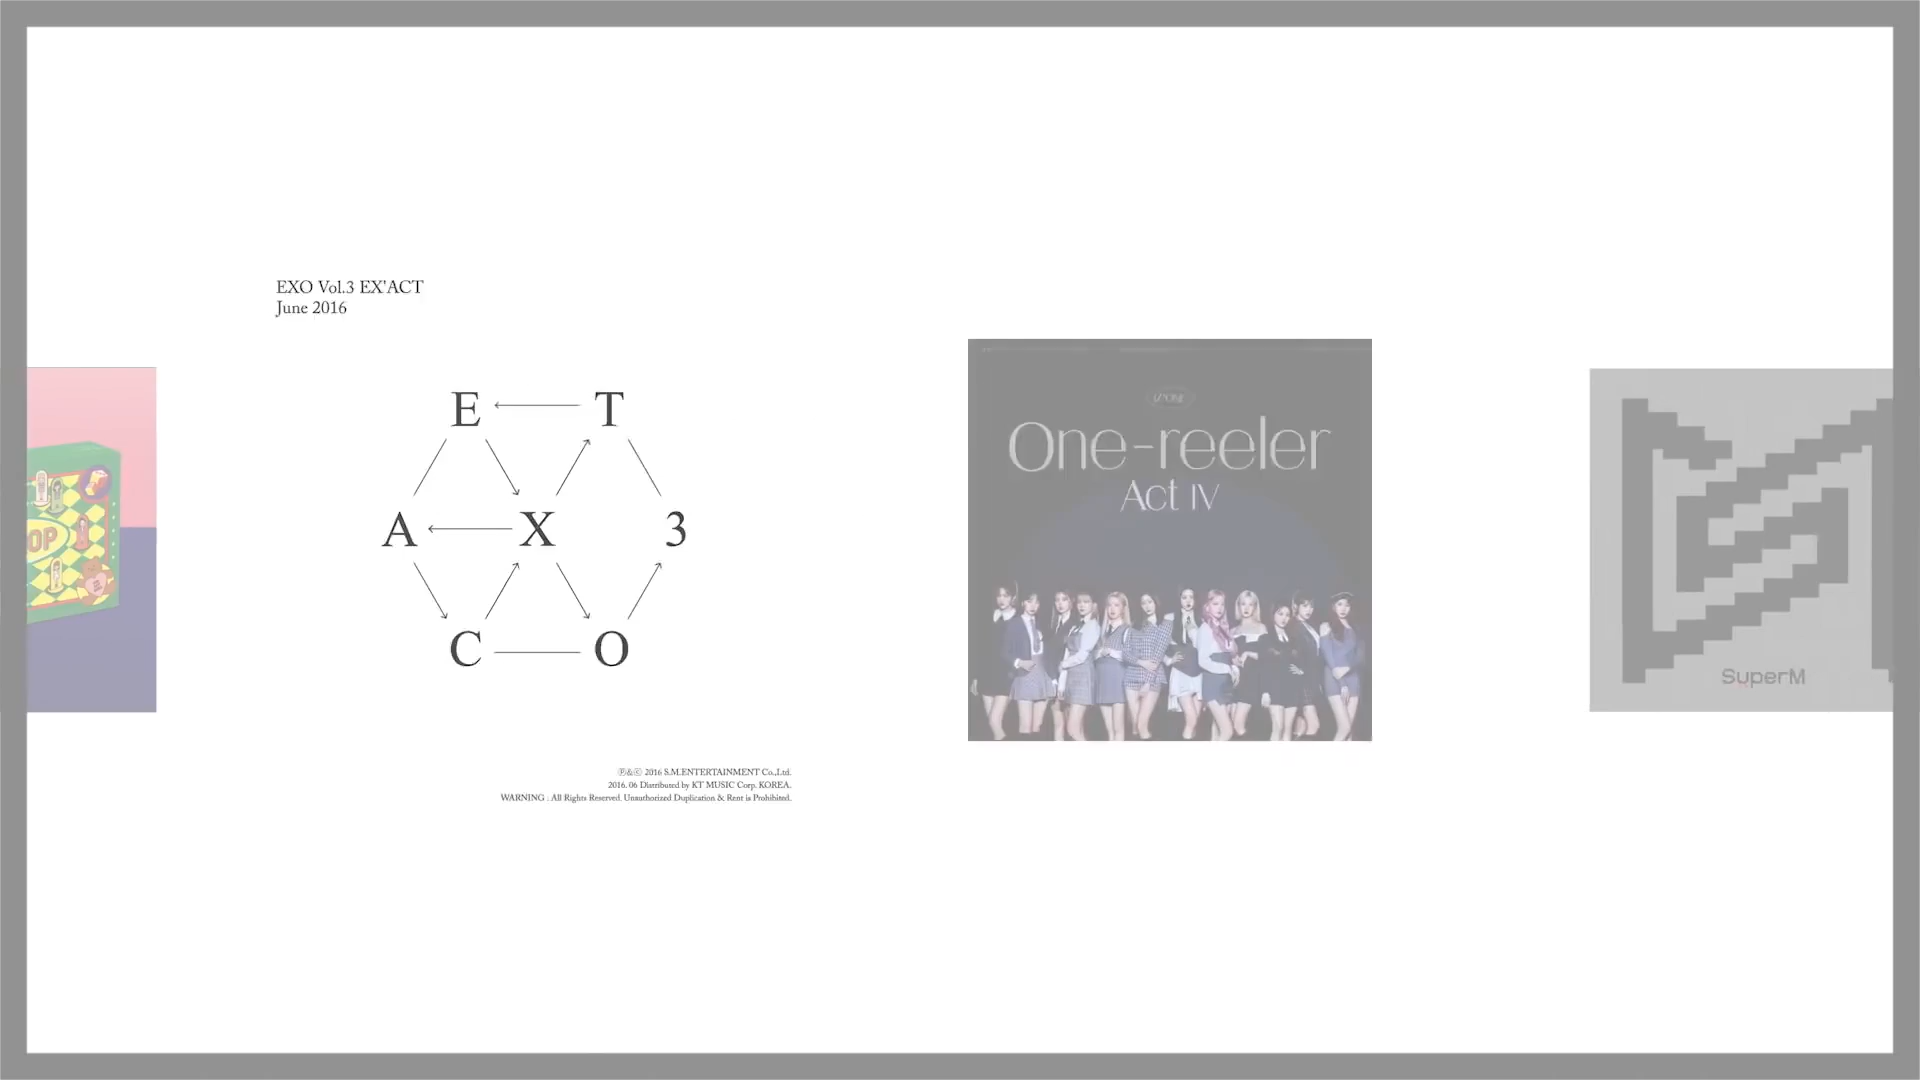 EXO Vol.3 EX'ACT
June 2016
E T
A X 3
C O
Ⓟ&ⓒ 2016 S.M.ENTERTAINMENT Co.,Ltd.
2016. 06 Distributed by KT MUSIC Corp. KOREA.
WARNING : All Rights Reserved. Unauthorized Duplication & Rent is Prohibited.
IZ*ONE
One-reeler
Act IV
SuperM
OP